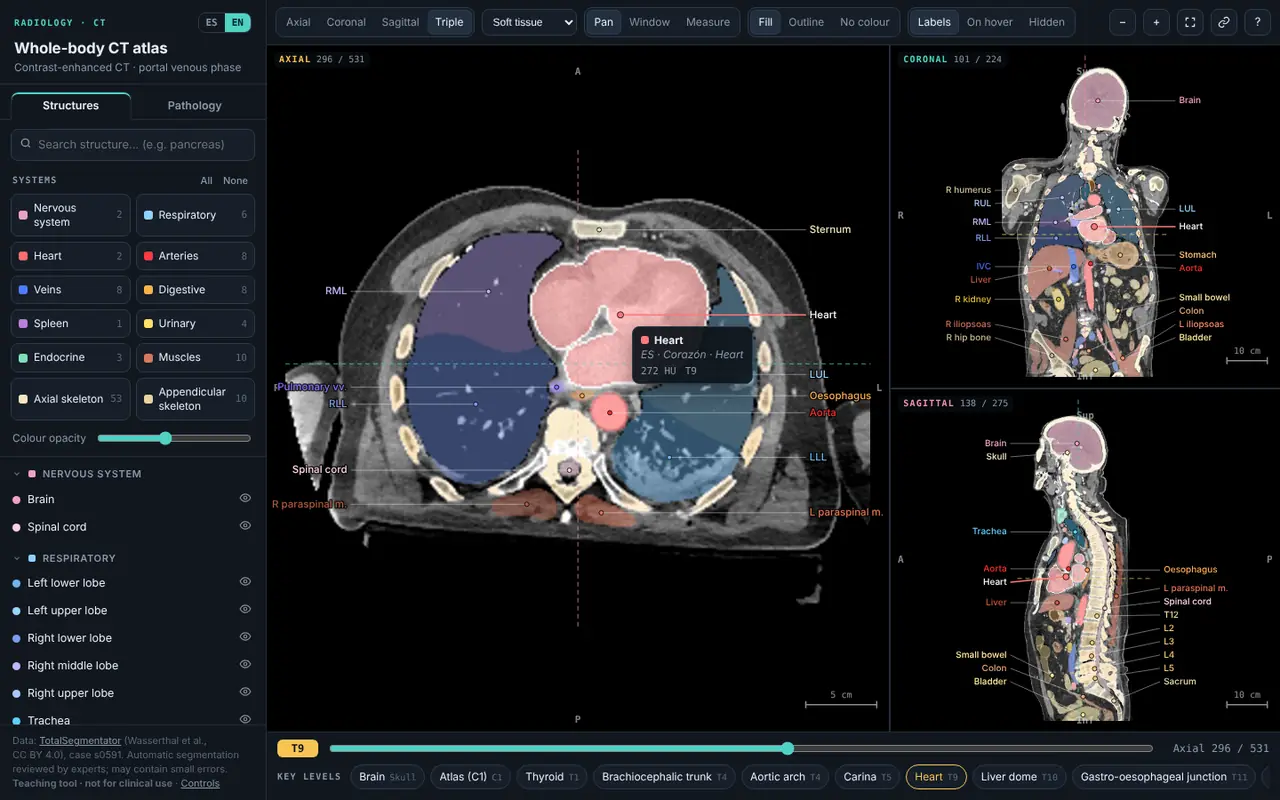 RADIOLOGY · CT
ES EN
Whole-body CT atlas
Contrast-enhanced CT · portal venous phase
Structures Pathology
Search structure... (e.g. pancreas)
SYSTEMS All None
Nervous system 2
Respiratory 6
Heart 2
Arteries 8
Veins 8
Digestive 8
Spleen 1
Urinary 4
Endocrine 3
Muscles 10
Axial skeleton 53
Appendicular skeleton 10
Colour opacity
NERVOUS SYSTEM
Brain
Spinal cord
RESPIRATORY
Left lower lobe
Left upper lobe
Right lower lobe
Right middle lobe
Right upper lobe
Trachea
Data: TotalSegmentator (Wasserthal et al.,
CC BY 4.0), case s0591. Automatic segmentation
reviewed by experts; may contain small errors.
Teaching tool · not for clinical use · Controls
Axial Coronal Sagittal Triple
Soft tissue
Pan Window Measure
Fill Outline No colour
Labels On hover Hidden
− + ?
AXIAL 296 / 531
A
Sternum
RML
Heart
Heart
ES · Corazón · Heart
272 HU T9
LUL
Pulmonary vv.
L
Oesophagus
RLL
Aorta
LLL
Spinal cord
R paraspinal m.
L paraspinal m.
5 cm
P
CORONAL 101 / 224
Sup
Brain
R humerus
RUL
LUL
R
L
RML
Heart
RLL
Stomach
IVC
Aorta
Liver
R kidney
Small bowel
Colon
R iliopsoas
L iliopsoas
R hip bone
Bladder
10 cm
Inf
SAGITTAL 138 / 275
Sup
Brain
Skull
Trachea
A
P
Aorta
Oesophagus
Heart
L paraspinal m.
Liver
Spinal cord
T12
L2
L3
Small bowel
L4
Colon
L5
Bladder
Sacrum
10 cm
Inf
T9
Axial 296 / 531
KEY LEVELS
Brain Skull
Atlas (C1) C1
Thyroid T1
Brachiocephalic trunk T4
Aortic arch T4
Carina T5
Heart T9
Liver dome T10
Gastro-oesophageal junction T11